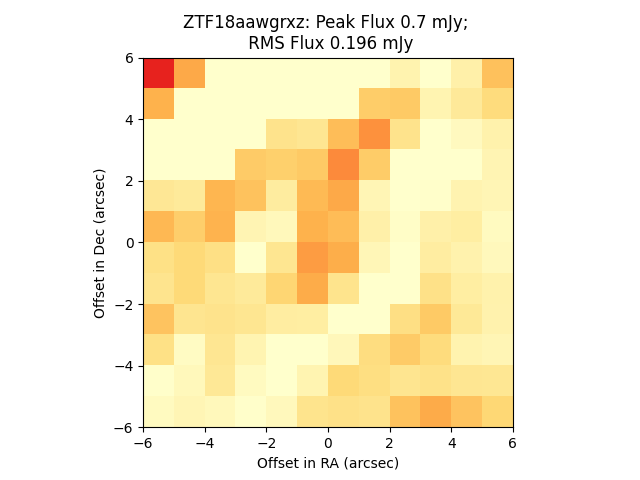 ZTF18aawgrxz: Peak Flux 0.7 mJy;
RMS Flux 0.196 mJy
6
4
2
0
−2
−4
−6
Offset in Dec (arcsec)
−6 −4 −2 0 2 4 6
Offset in RA (arcsec)